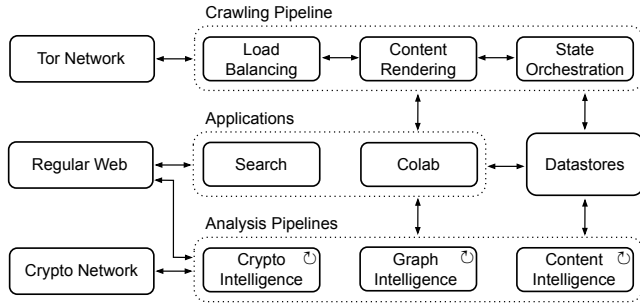 Crawling Pipeline
Tor Network
Load
Balancing
Content
Rendering
State
Orchestration
Applications
Regular Web
Search
Colab
Datastores
Analysis Pipelines
Crypto Network
Crypto
Intelligence
Graph
Intelligence
Content
Intelligence